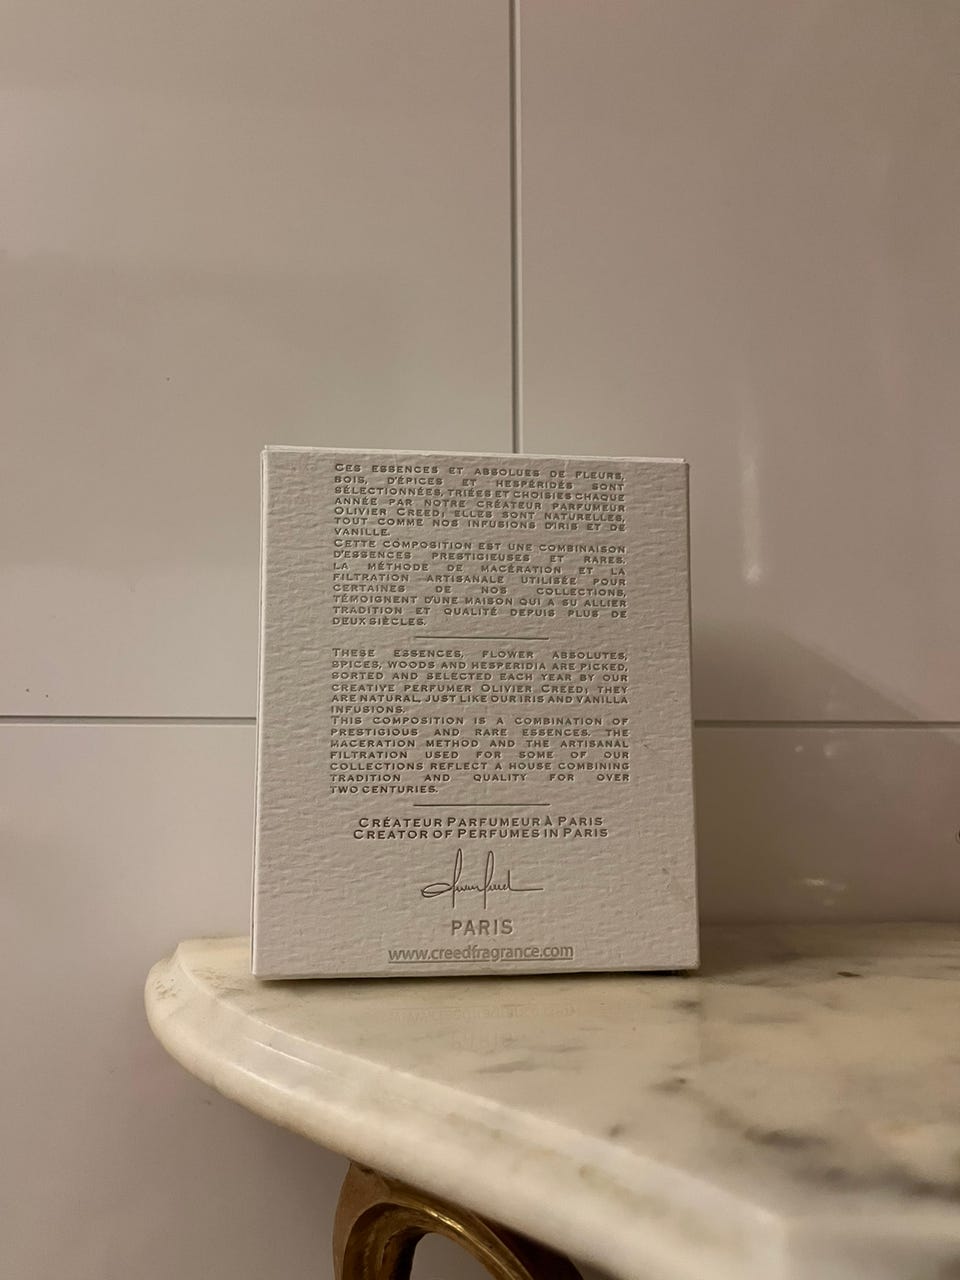 CES ESSENCES ET ABSOLUES DE FLEURS,
BOIS, D'ÉPICES ET HESPÉRIDÉS SONT
SÉLECTIONNÉES, TRIÉES ET CHOISIES CHAQUE
ANNÉE PAR NOTRE CRÉATEUR PARFUMEUR
OLIVIER CREED; ELLES SONT NATURELLES,
TOUT COMME NOS INFUSIONS D'IRIS ET DE
VANILLE.
CETTE COMPOSITION EST UNE COMBINAISON
D'ESSENCES PRESTIGIEUSES ET RARES.
LA MÉTHODE DE MACÉRATION ET LA
FILTRATION ARTISANALE UTILISÉE POUR
CERTAINES DE NOS COLLECTIONS,
TÉMOIGNENT D'UNE MAISON QUI A SU ALLIER
TRADITION ET QUALITÉ DEPUIS PLUS DE
DEUX SIÈCLES.
THESE ESSENCES, FLOWER ABSOLUTES,
SPICES, WOODS AND HESPERIDIA ARE PICKED,
SORTED AND SELECTED EACH YEAR BY OUR
CREATIVE PERFUMER OLIVIER CREED; THEY
ARE NATURAL, JUST LIKE OUR IRIS AND VANILLA
INFUSIONS.
THIS COMPOSITION IS A COMBINATION OF
PRESTIGIOUS AND RARE ESSENCES. THE
MACERATION METHOD AND THE ARTISANAL
FILTRATION USED FOR SOME OF OUR
COLLECTIONS REFLECT A HOUSE COMBINING
TRADITION AND QUALITY FOR OVER
TWO CENTURIES.
CRÉATEUR PARFUMEUR À PARIS
CREATOR OF PERFUMES IN PARIS
PARIS
www.creedfragrance.com